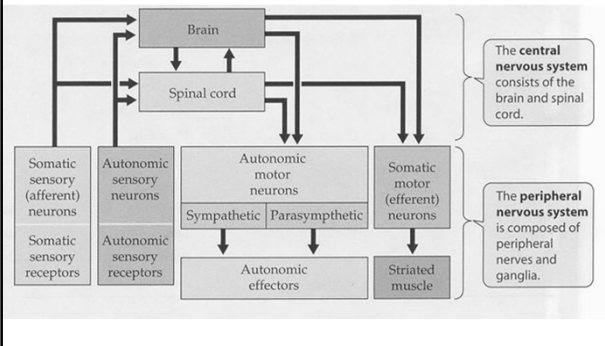 Brain
Spinal cord
The central
nervous system
consists of the
brain and spinal
cord.
Somatic
sensory
(afferent)
neurons
Somatic
sensory
receptors
Autonomic
sensory
neurons
Autonomic
sensory
receptors
Autonomic
motor
neurons
Sympathetic
Parasympthetic
Autonomic
effectors
Somatic
motor
(efferent)
neurons
Striated
muscle
The peripheral
nervous system
is composed of
peripheral
nerves and
ganglia.